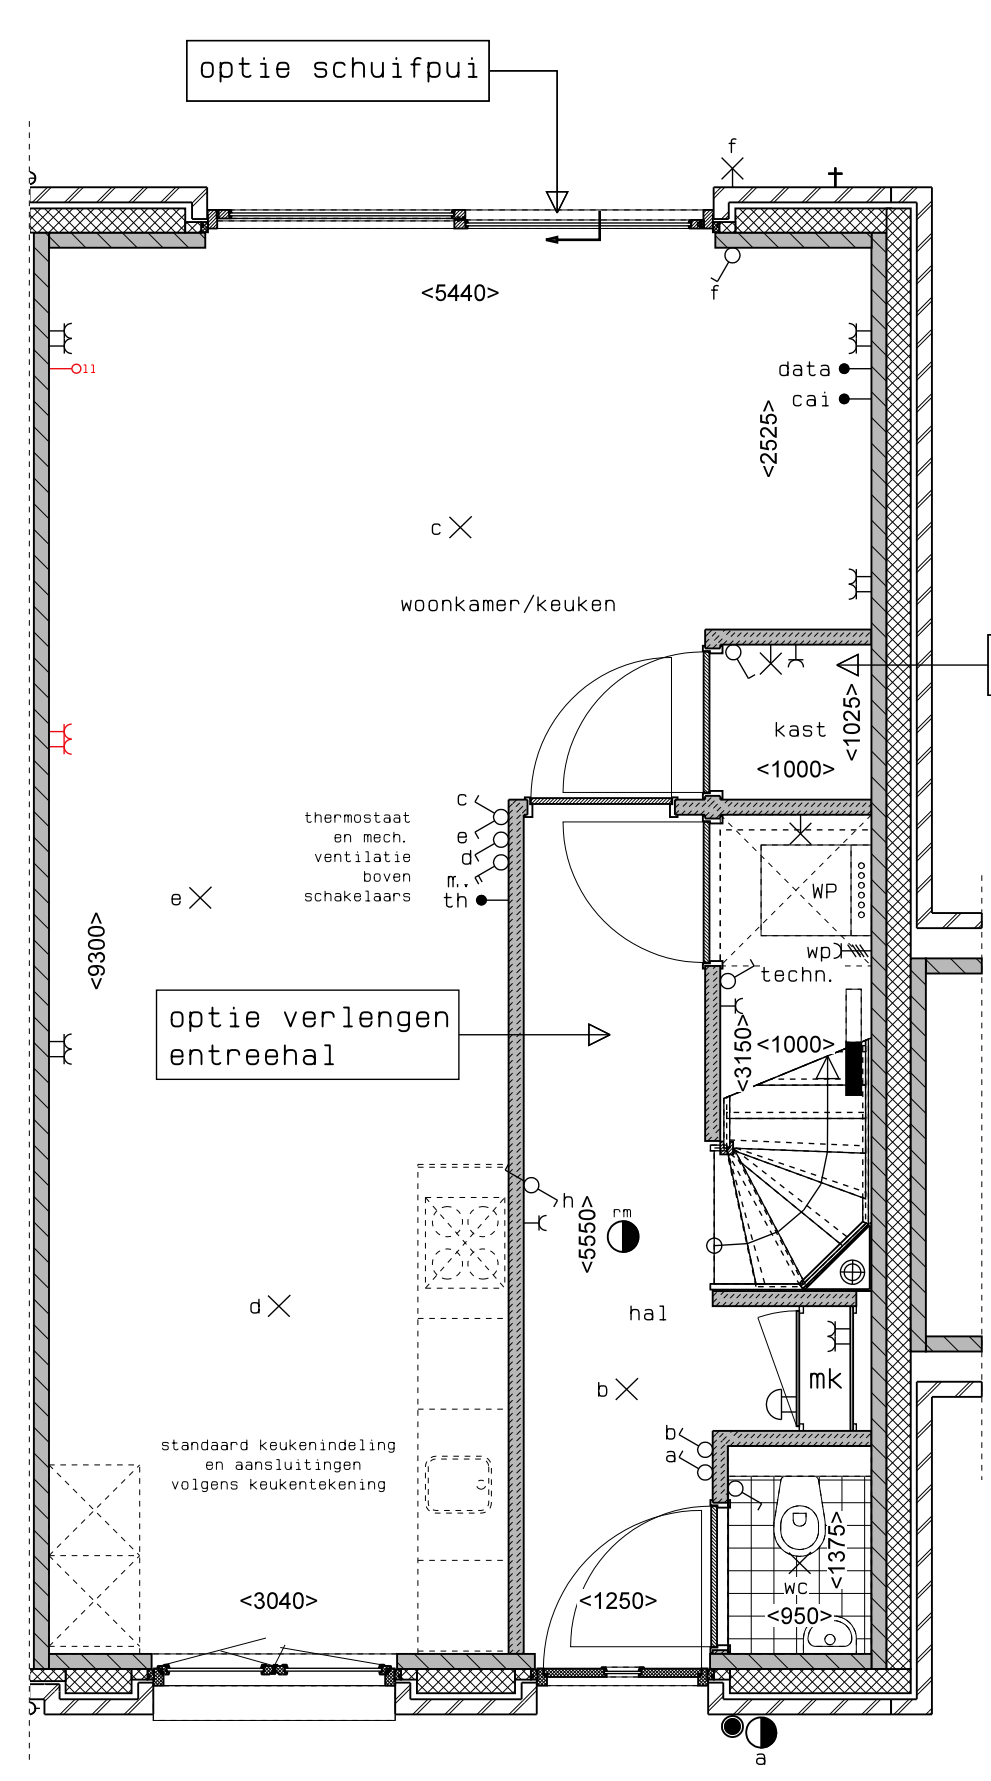 optie schuifpui
f
f
<5440>
11
data
cai
<2525>
c
woonkamer/keuken
<1025>
kast
<1000>
thermostaat
en mech.
ventilatie
boven
schakelaars
c
e
d
m..
th
WP
wp
techn.
e
<9300>
optie verlengen
entreehal
<3150>
<1000>
h
<5550>
rm
d
hal
mk
b
b
a
standaard keukenindeling
en aansluitingen
volgens keukentekening
<1375>
wc
<3040>
<1250>
<950>
a